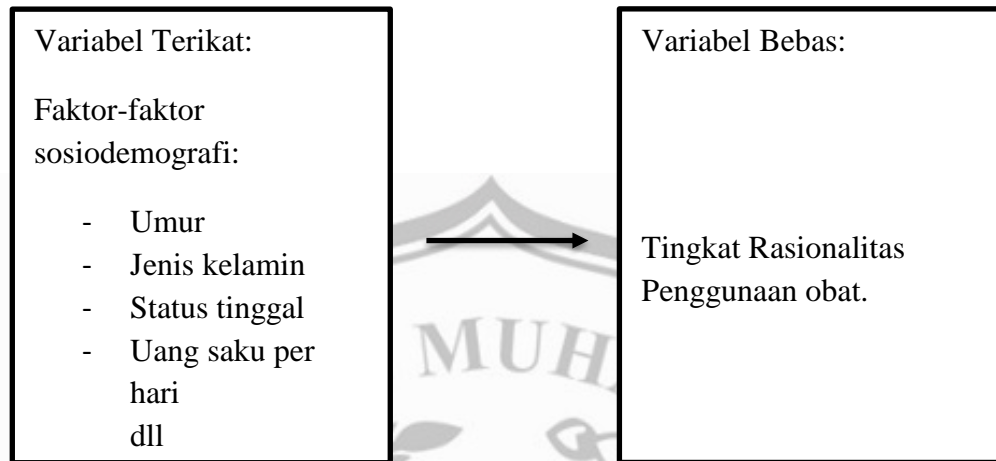 Variabel Terikat:
Faktor-faktor
sosiodemografi:
- Umur
- Jenis kelamin
- Status tinggal
- Uang saku per
hari
dll
Variabel Bebas:
Tingkat Rasionalitas
Penggunaan obat.
MUHA